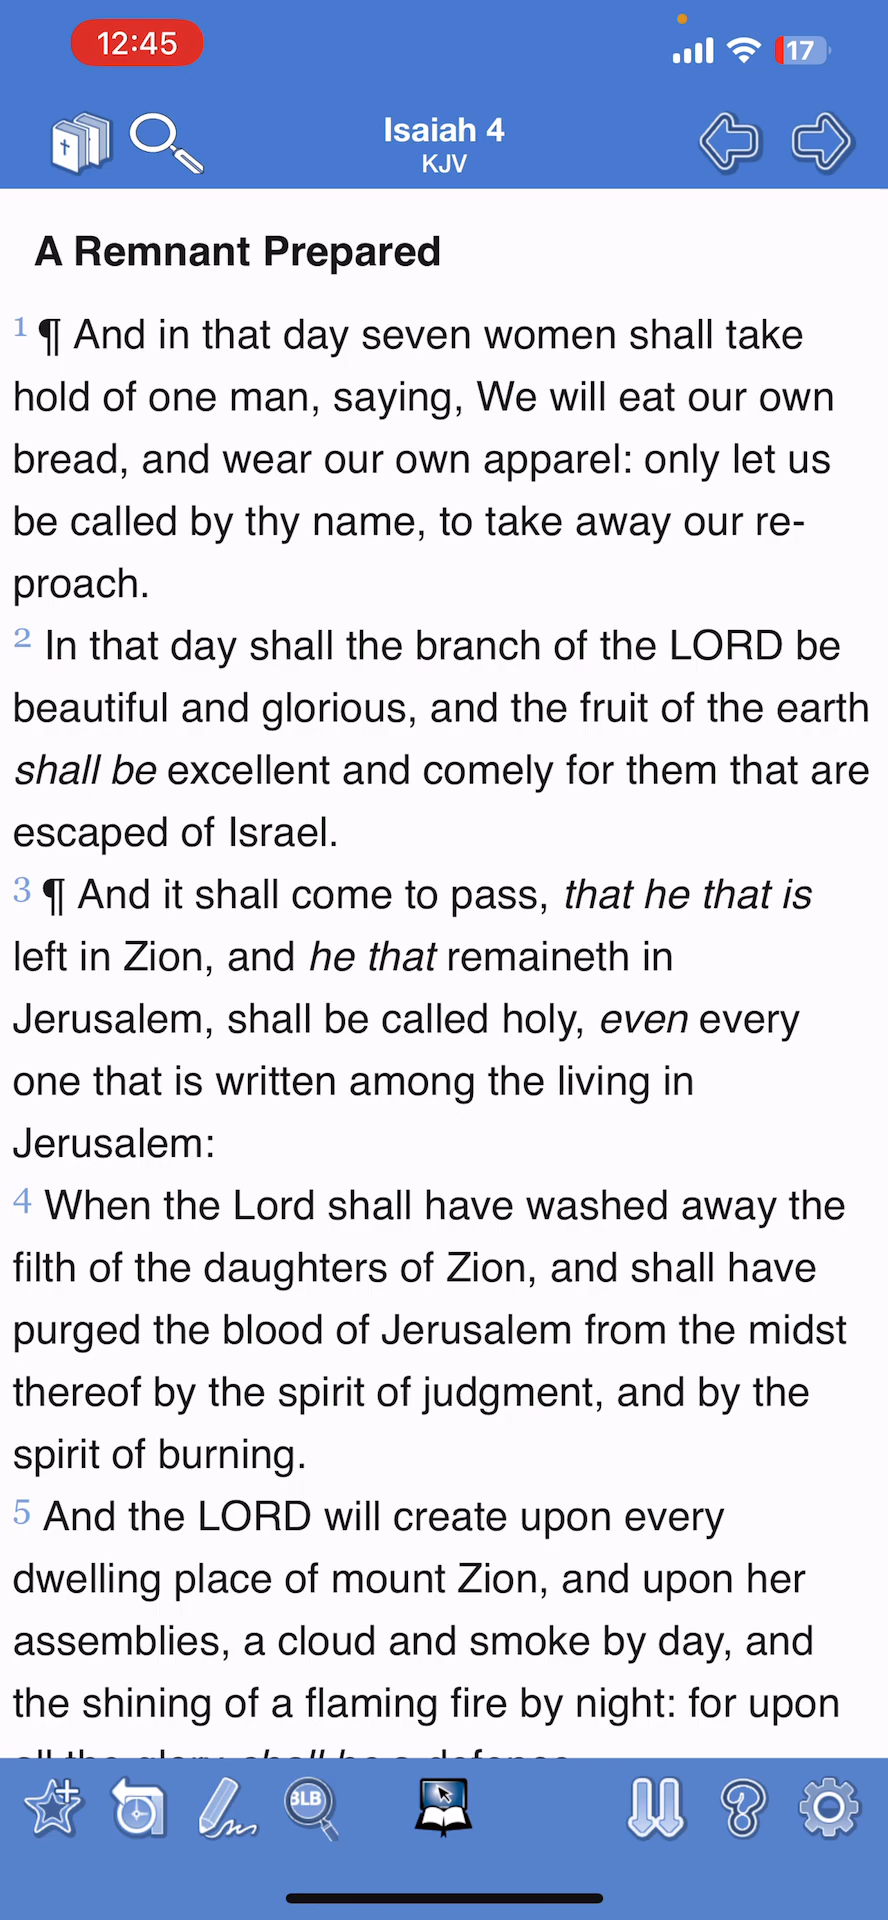 12:45
17
Isaiah 4
KJV
A Remnant Prepared
1 ¶ And in that day seven women shall take
hold of one man, saying, We will eat our own
bread, and wear our own apparel: only let us
be called by thy name, to take away our re-
proach.
2 In that day shall the branch of the LORD be
beautiful and glorious, and the fruit of the earth
shall be excellent and comely for them that are
escaped of Israel.
3 ¶ And it shall come to pass, that he that is
left in Zion, and he that remaineth in
Jerusalem, shall be called holy, even every
one that is written among the living in
Jerusalem:
4 When the Lord shall have washed away the
filth of the daughters of Zion, and shall have
purged the blood of Jerusalem from the midst
thereof by the spirit of judgment, and by the
spirit of burning.
5 And the LORD will create upon every
dwelling place of mount Zion, and upon her
assemblies, a cloud and smoke by day, and
the shining of a flaming fire by night: for upon
all the glory shall be a defence.
BLB